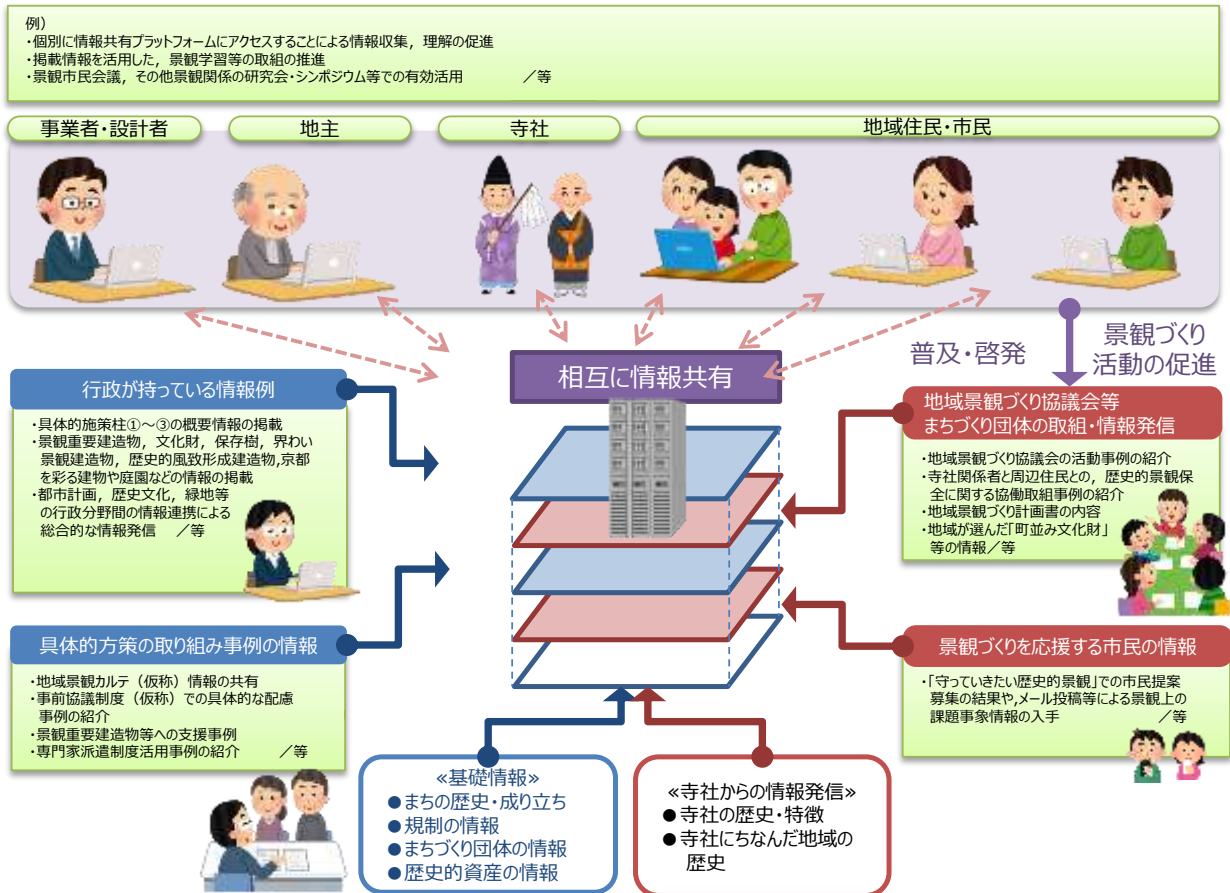 例）
・個別に情報共有プラットフォームにアクセスすることによる情報収集，理解の促進
・掲載情報を活用した，景観学習等の取組の推進
・景観市民会議，その他景観関係の研究会・シンポジウム等での有効活用　　　／等
事業者・設計者
地主
寺社
地域住民・市民
相互に情報共有
普及・啓発
景観づくり
活動の促進
行政が持っている情報例
・具体的施策柱①～③の概要情報の掲載
・景観重要建造物，文化財，保存樹，界わい
景観建造物，歴史的風致形成建造物,京都
を彩る建物や庭園などの情報の掲載
・都市計画，歴史文化，緑地等
の行政分野間の情報連携による
総合的な情報発信　　／等
地域景観づくり協議会等
まちづくり団体の取組・情報発信
・地域景観づくり協議会の活動事例の紹介
・寺社関係者と周辺住民との，歴史的景観保
全に関する協働取組事例の紹介
・地域景観づくり計画書の内容
・地域が選んだ「町並み文化財」
等の情報／等
具体的方策の取り組み事例の情報
・地域景観カルテ（仮称）情報の共有
・事前協議制度（仮称）での具体的な配慮
事例の紹介
・景観重要建造物等への支援事例
・専門家派遣制度活用事例の紹介　　／等
景観づくりを応援する市民の情報
・「守っていきたい歴史的景観」での市民提案
募集の結果や,メール投稿等による景観上の
課題事象情報の入手　　　／等
≪基礎情報≫
●まちの歴史・成り立ち
●規制の情報
●まちづくり団体の情報
●歴史的資産の情報
≪寺社からの情報発信≫
●寺社の歴史・特徴
●寺社にちなんだ地域の
歴史